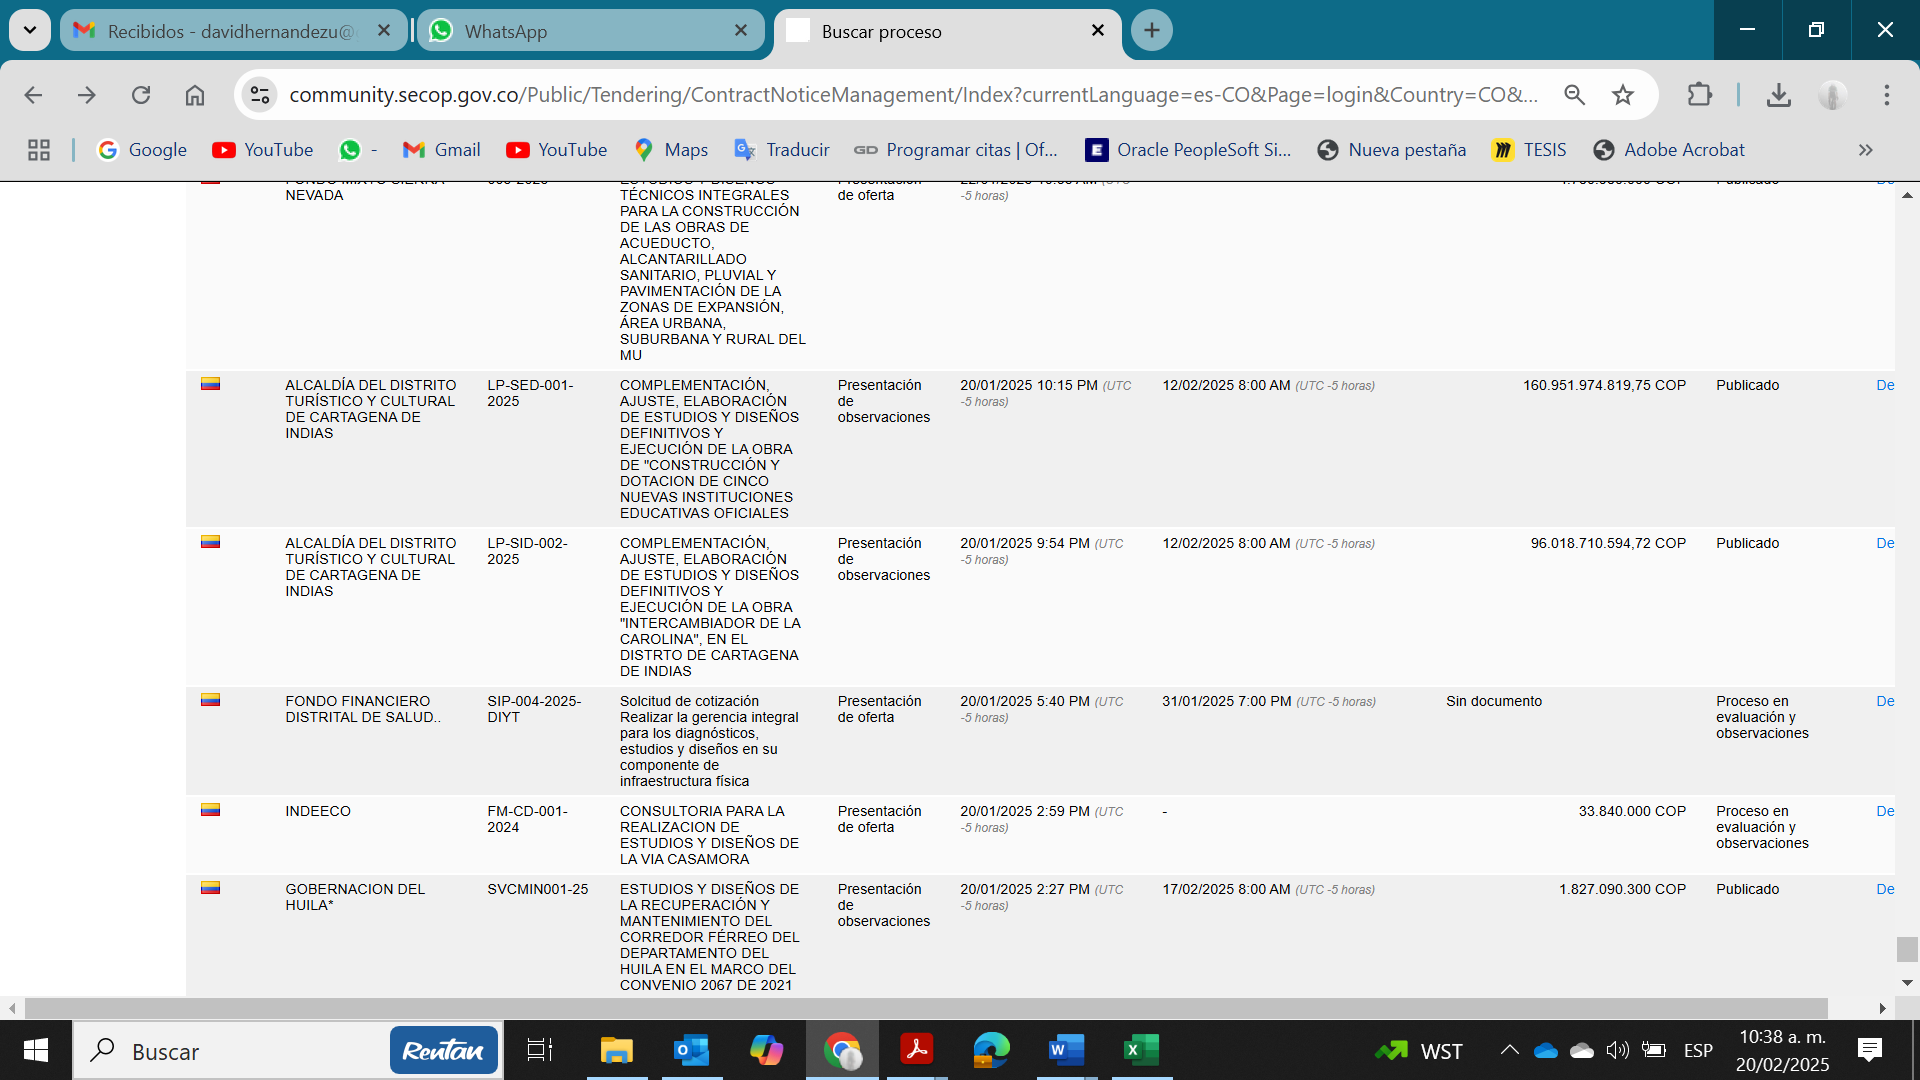 Recibidos - davidhernandezu@
WhatsApp
Buscar proceso
community.secop.gov.co/Public/Tendering/ContractNoticeManagement/Index?currentLanguage=es-CO&Page=login&Country=CO&...
Google
YouTube
-
Gmail
YouTube
Maps
Traducir
Programar citas | Of...
Oracle PeopleSoft Si...
Nueva pestaña
TESIS
Adobe Acrobat
NEVADA
TÉCNICOS INTEGRALES
PARA LA CONSTRUCCIÓN
DE LAS OBRAS DE
ACUEDUCTO,
ALCANTARILLADO
SANITARIO, PLUVIAL Y
PAVIMENTACIÓN DE LA
ZONAS DE EXPANSIÓN,
ÁREA URBANA,
SUBURBANA Y RURAL DEL
MU
de oferta
-5 horas)
ALCALDÍA DEL DISTRITO
TURÍSTICO Y CULTURAL
DE CARTAGENA DE
INDIAS
LP-SED-001-
2025
COMPLEMENTACIÓN,
AJUSTE, ELABORACIÓN
DE ESTUDIOS Y DISEÑOS
DEFINITIVOS Y
EJECUCIÓN DE LA OBRA
DE "CONSTRUCCIÓN Y
DOTACION DE CINCO
NUEVAS INSTITUCIONES
EDUCATIVAS OFICIALES
Presentación
de
observaciones
20/01/2025 10:15 PM (UTC
-5 horas)
12/02/2025 8:00 AM (UTC -5 horas)
160.951.974.819,75 COP
Publicado
De
ALCALDÍA DEL DISTRITO
TURÍSTICO Y CULTURAL
DE CARTAGENA DE
INDIAS
LP-SID-002-
2025
COMPLEMENTACIÓN,
AJUSTE, ELABORACIÓN
DE ESTUDIOS Y DISEÑOS
DEFINITIVOS Y
EJECUCIÓN DE LA OBRA
"INTERCAMBIADOR DE LA
CAROLINA", EN EL
DISTRTO DE CARTAGENA
DE INDIAS
Presentación
de
observaciones
20/01/2025 9:54 PM (UTC
-5 horas)
12/02/2025 8:00 AM (UTC -5 horas)
96.018.710.594,72 COP
Publicado
De
FONDO FINANCIERO
DISTRITAL DE SALUD..
SIP-004-2025-
DIYT
Solcitud de cotización
Realizar la gerencia integral
para los diagnósticos,
estudios y diseños en su
componente de
infraestructura física
Presentación
de oferta
20/01/2025 5:40 PM (UTC
-5 horas)
31/01/2025 7:00 PM (UTC -5 horas)
Sin documento
Proceso en
evaluación y
observaciones
De
INDEECO
FM-CD-001-
2024
CONSULTORIA PARA LA
REALIZACION DE
ESTUDIOS Y DISEÑOS DE
LA VIA CASAMORA
Presentación
de oferta
20/01/2025 2:59 PM (UTC
-5 horas)
-
33.840.000 COP
Proceso en
evaluación y
observaciones
De
GOBERNACION DEL
HUILA*
SVCMIN001-25
ESTUDIOS Y DISEÑOS DE
LA RECUPERACIÓN Y
MANTENIMIENTO DEL
CORREDOR FÉRREO DEL
DEPARTAMENTO DEL
HUILA EN EL MARCO DEL
CONVENIO 2067 DE 2021
Presentación
de
observaciones
20/01/2025 2:27 PM (UTC
-5 horas)
17/02/2025 8:00 AM (UTC -5 horas)
1.827.090.300 COP
Publicado
De
Buscar
Rentan
WST
ESP
10:38 a. m.
20/02/2025